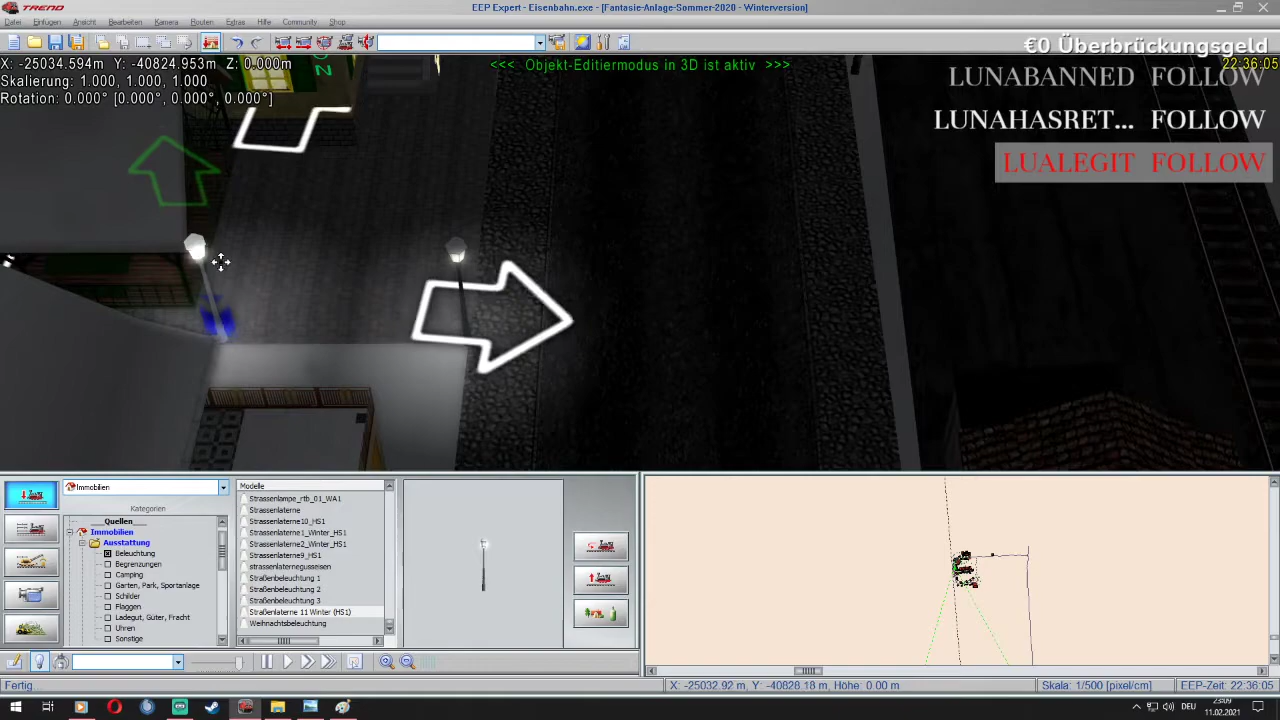 TREND
EEP Expert - Eisenbahn.exe - [Fantasie-Anlage-Sommer-2020 - Winterversion]
Datei Einfügen Ansicht Bearbeiten Kamera Routen Extras Hilfe Community Shop
€0 Überbrückungsgeld
X: -25034.594m Y: -40824.953m Z: 0.000m
<<< Objekt-Editiermodus in 3D ist aktiv >>>
22:36:05
Skalierung: 1.000, 1.000, 1.000
LUNABANNED FOLLOW
Rotation: 0.000° [0.000°, 0.000°, 0.000°]
LUNAHASRET... FOLLOW
LUALEGIT FOLLOW
Immobilien
Kategorien
__Quellen__
Immobilien
Ausstattung
Beleuchtung
Begrenzungen
Camping
Garten, Park, Sportanlage
Schilder
Flaggen
Ladegut, Güter, Fracht
Uhren
Sonstige
Modelle
Strassenlampe_rtb_01_WA1
Strassenlaterne
Strassenlaterne10_HS1
Strassenlaterne1_Winter_HS1
Strassenlaterne2_Winter_HS1
Strassenlaterne9_HS1
strassenlaternegusseisen
Straßenbeleuchtung 1
Straßenbeleuchtung 2
Straßenbeleuchtung 3
Straßenlaterne 11 Winter (HS1)
Weihnachtsbeleuchtung
Fertig...
X: -25032.92 m, Y: -40828.18 m, Höhe: 0.00 m
Skala: 1/500 [pixel/cm]
EEP-Zeit: 22:36:05
DEU
23:09
11.02.2021